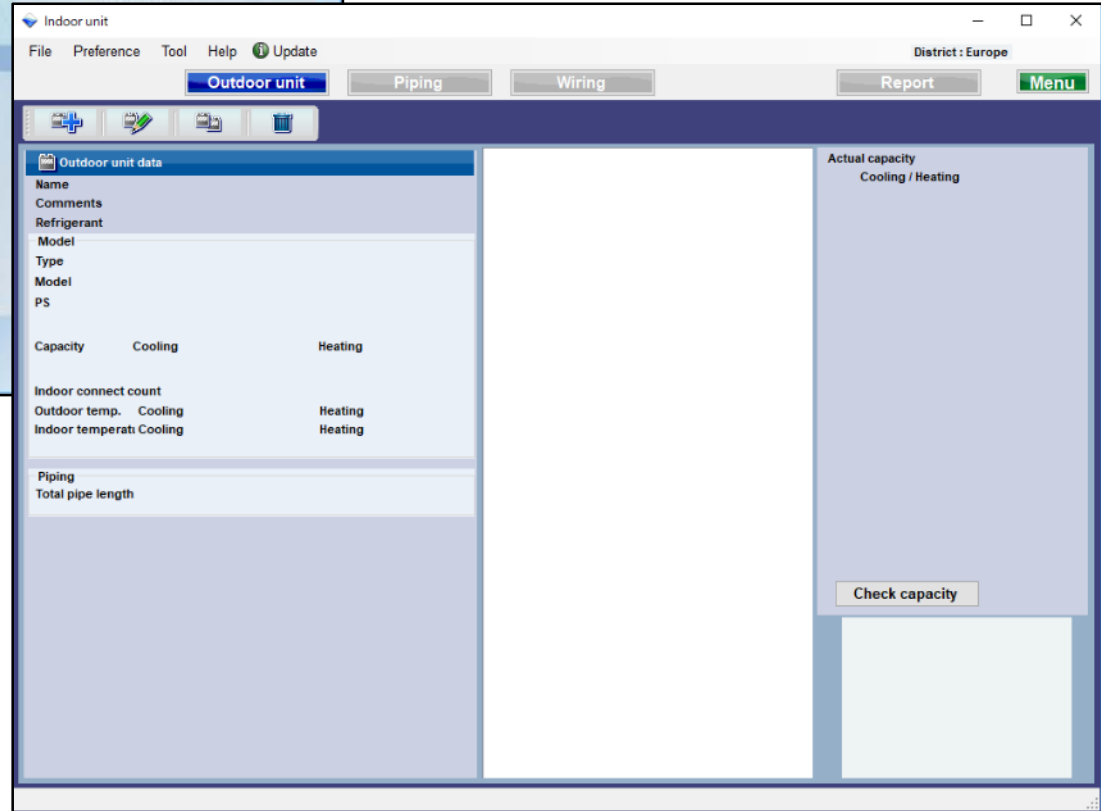 Indoor unit
File Preference Tool Help Update District : Europe
Outdoor unit Piping Wiring Report Menu
Outdoor unit data
Name
Comments
Refrigerant
Model
Type
Model
PS
Capacity Cooling Heating
Indoor connect count
Outdoor temp. Cooling Heating
Indoor temperati Cooling Heating
Piping
Total pipe length
Actual capacity
Cooling / Heating
Check capacity